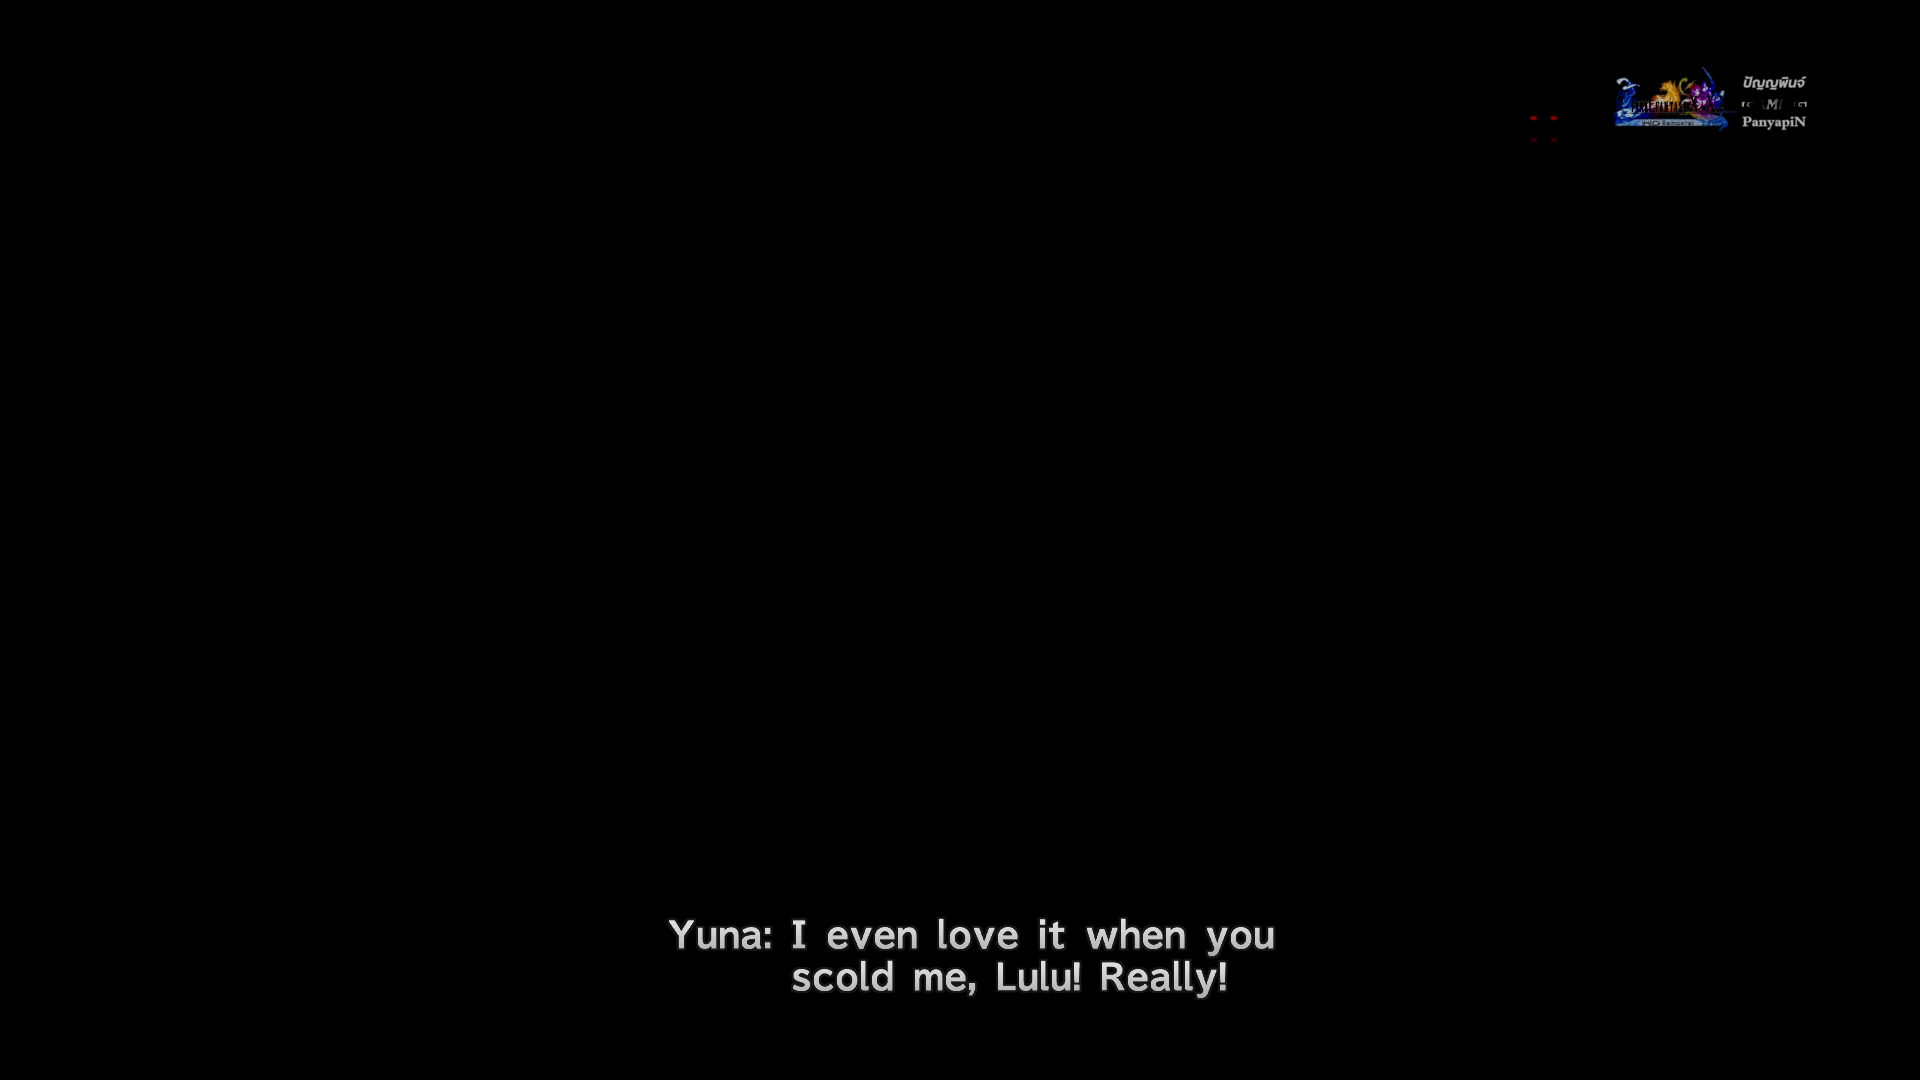 ปัญญพินจ์
PanyapiN
Yuna: I even love it when you
scold me, Lulu! Really!